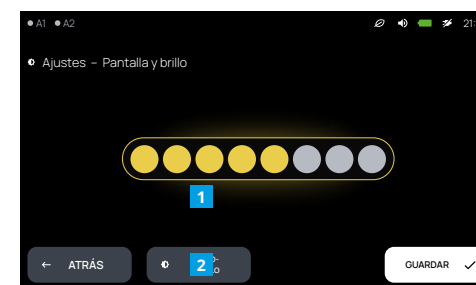 A1 A2 21:
Ajustes – Pantalla y brillo
1
← ATRÁS 2 GUARDAR